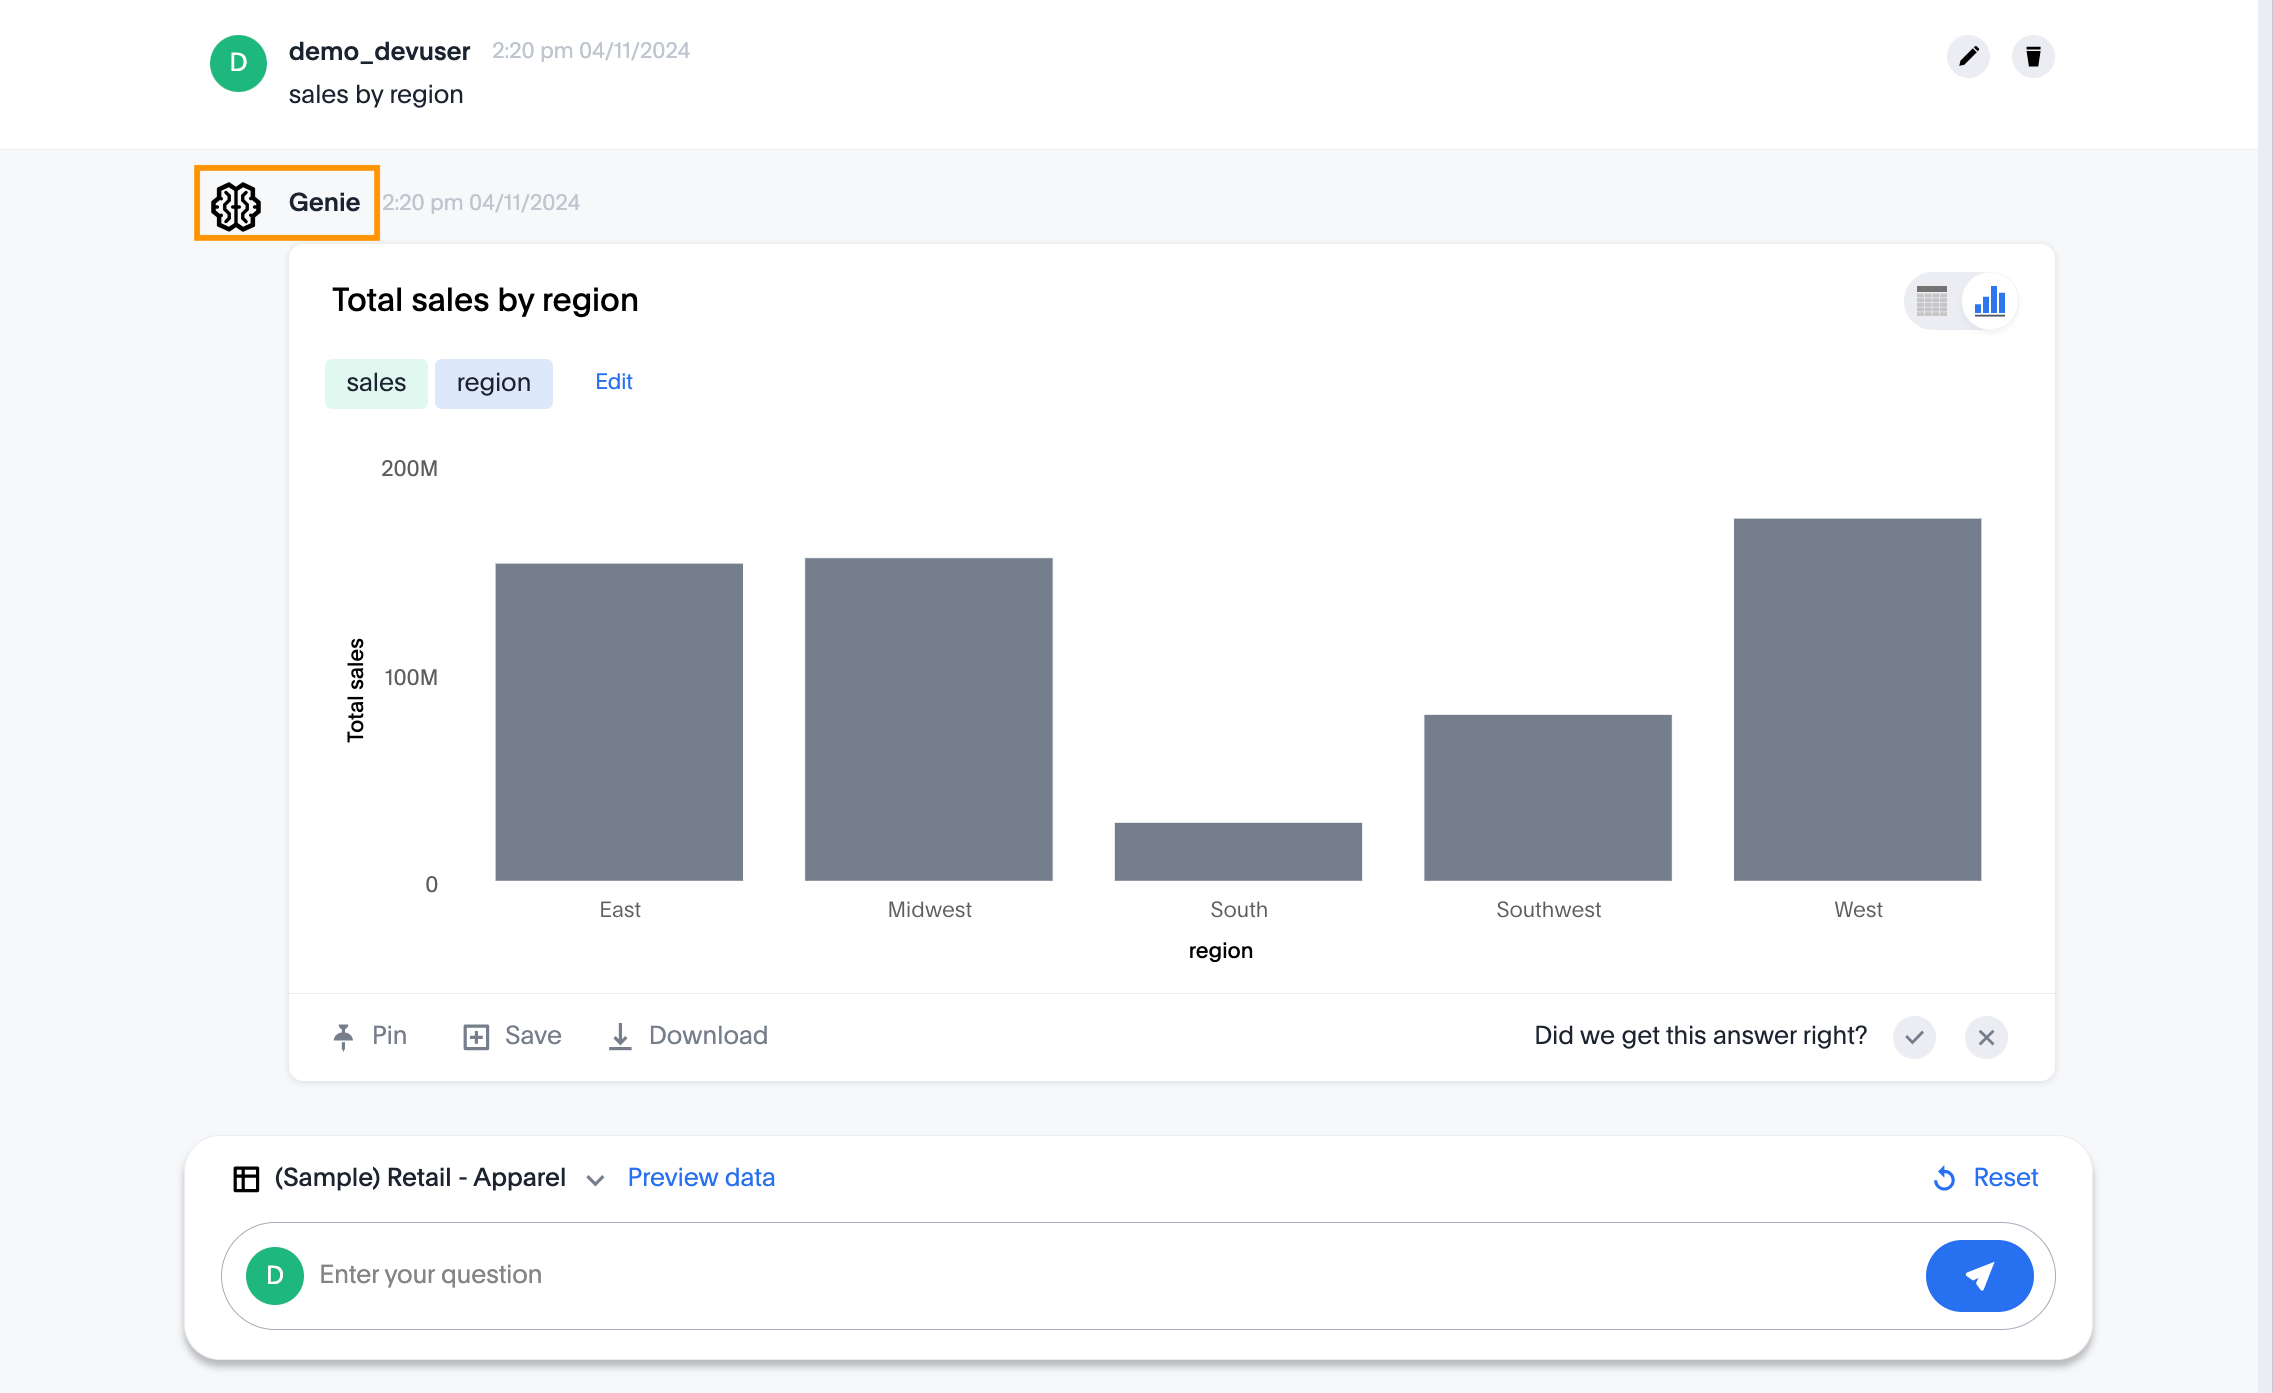 D
demo_devuser 2:20 pm 04/11/2024
sales by region
Genie 2:20 pm 04/11/2024
Total sales by region
sales region Edit
200M
100M
0
Total sales
East Midwest South Southwest West
region
Pin Save Download Did we get this answer right?
(Sample) Retail - Apparel Preview data Reset
D Enter your question